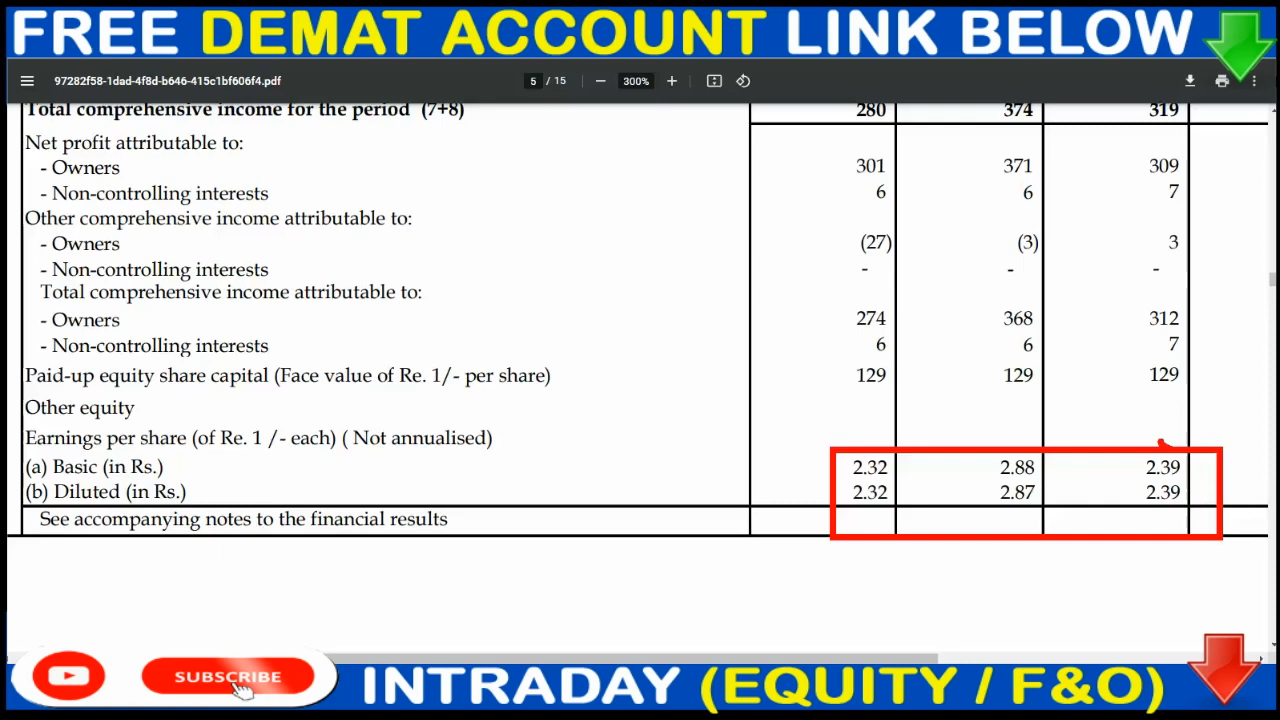 FREE DEMAT ACCOUNT LINK BELOW
97282f58-1dad-4f8d-b646-415c1bf606f4.pdf 5 / 15 300%
Total comprehensive income for the period (7+8) 280 374 319
Net profit attributable to:
- Owners 301 371 309
- Non-controlling interests 6 6 7
Other comprehensive income attributable to:
- Owners (27) (3) 3
- Non-controlling interests - - -
Total comprehensive income attributable to:
- Owners 274 368 312
- Non-controlling interests 6 6 7
Paid-up equity share capital (Face value of Re. 1/- per share) 129 129 129
Other equity
Earnings per share (of Re. 1 /- each) ( Not annualised)
(a) Basic (in Rs.) 2.32 2.88 2.39
(b) Diluted (in Rs.) 2.32 2.87 2.39
See accompanying notes to the financial results
SUBSCRIBE
INTRADAY (EQUITY / F&O)